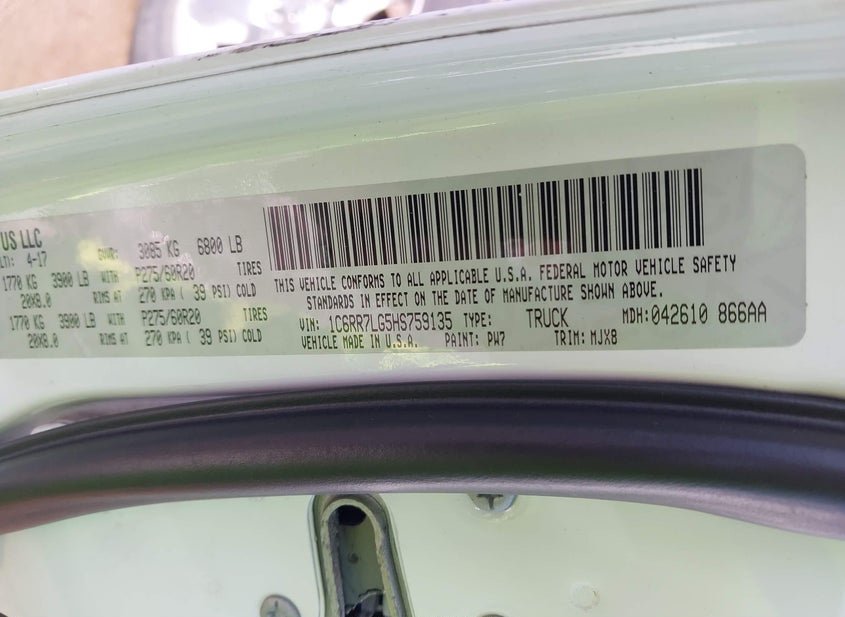 US LLC
4-17 GVWR: 3085 KG 6800 LB
1770 KG 3900 LB WITH P275/60R20 TIRES
20X8.0 RIMS AT 270 KPA ( 39 PSI) COLD
1770 KG 3900 LB WITH P275/60R20 TIRES
20X8.0 RIMS AT 270 KPA ( 39 PSI) COLD
THIS VEHICLE CONFORMS TO ALL APPLICABLE U.S.A. FEDERAL MOTOR VEHICLE SAFETY
STANDARDS IN EFFECT ON THE DATE OF MANUFACTURE SHOWN ABOVE.
VIN: 1C6RR7LG5HS759135 TYPE: TRUCK MDH:042610 866AA
VEHICLE MADE IN U.S.A. PAINT: PW7 TRIM: MJX8